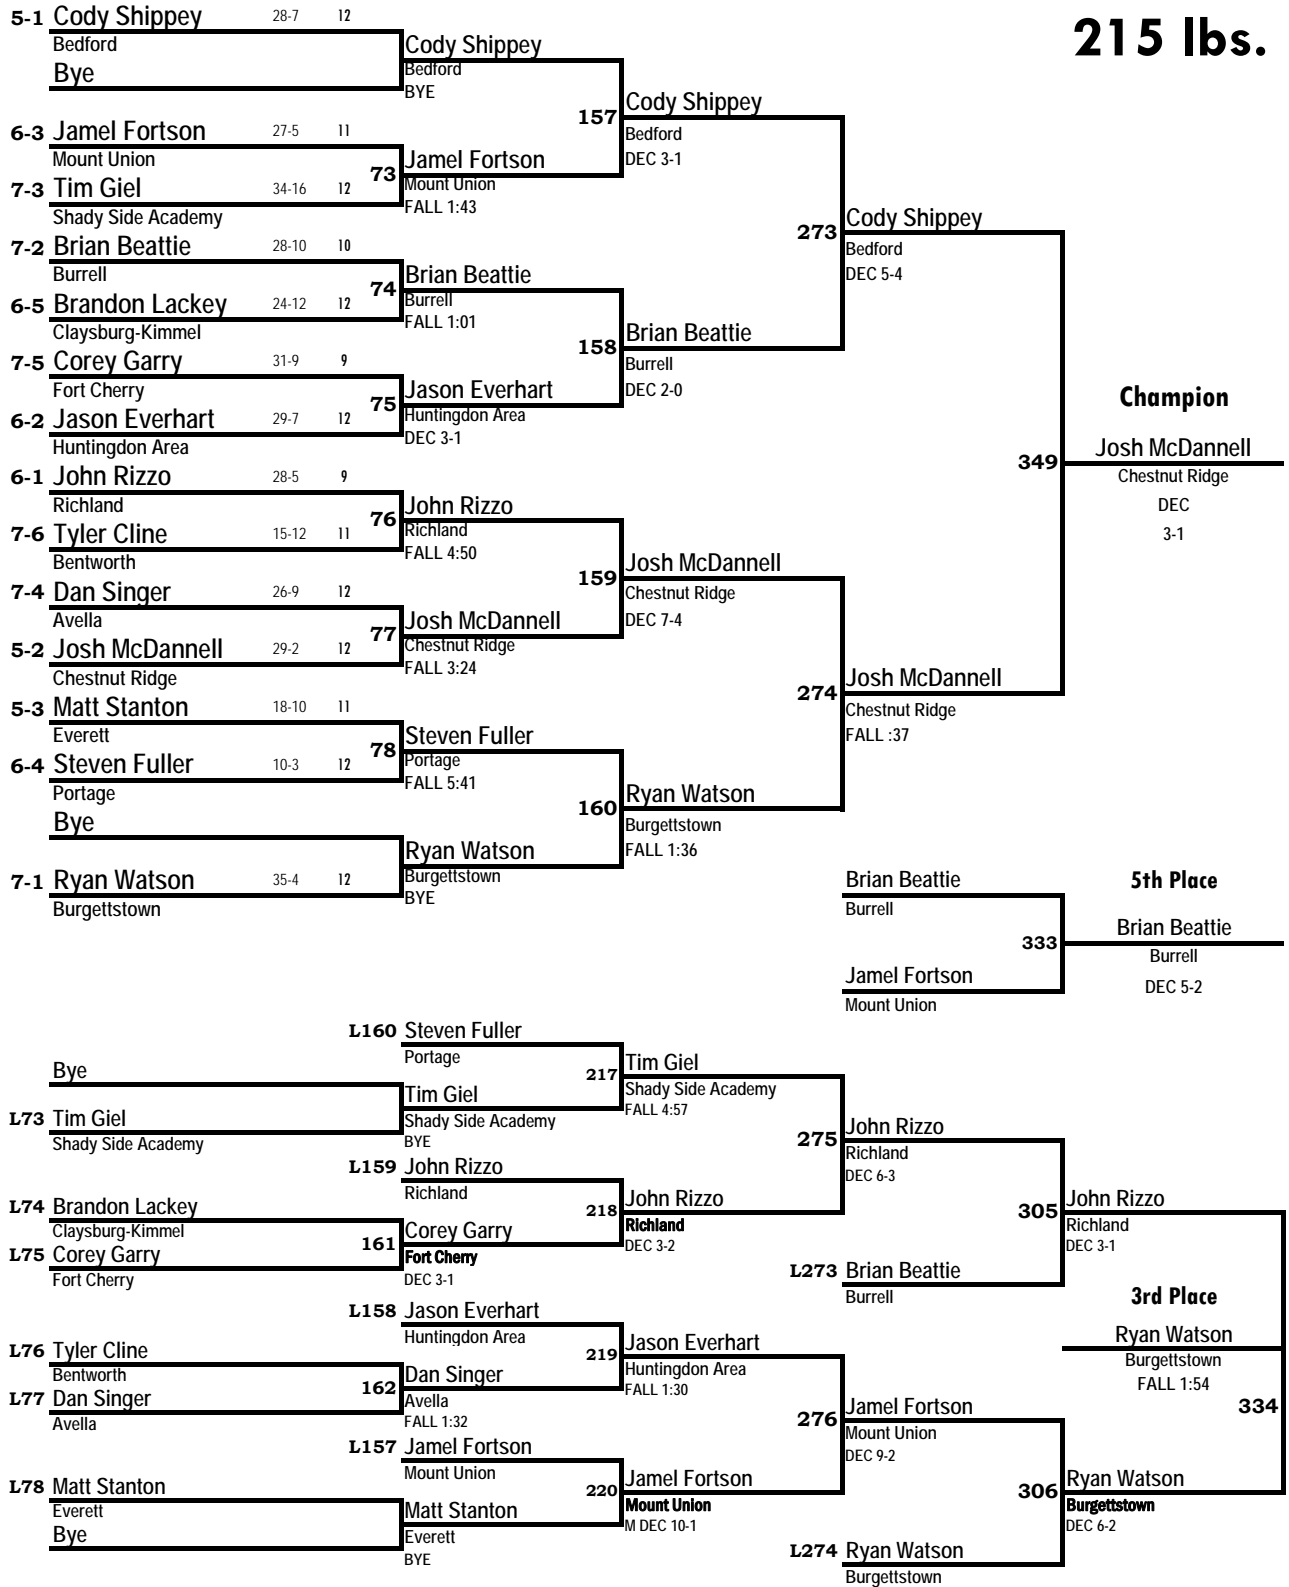 215 lbs.
5-1 Cody Shippey 28-7 12
Bedford
Bye
6-3 Jamel Fortson 27-5 11
Mount Union
7-3 Tim Giel 34-16 12
Shady Side Academy
7-2 Brian Beattie 28-10 10
Burrell
6-5 Brandon Lackey 24-12 12
Claysburg-Kimmel
7-5 Corey Garry 31-9 9
Fort Cherry
6-2 Jason Everhart 29-7 12
Huntingdon Area
6-1 John Rizzo 28-5 9
Richland
7-6 Tyler Cline 15-12 11
Bentworth
7-4 Dan Singer 26-9 12
Avella
5-2 Josh McDannell 29-2 12
Chestnut Ridge
5-3 Matt Stanton 18-10 11
Everett
6-4 Steven Fuller 10-3 12
Portage
Bye
7-1 Ryan Watson 35-4 12
Burgettstown
Cody Shippey
Bedford
BYE
73 Jamel Fortson
Mount Union
FALL 1:43
74 Brian Beattie
Burrell
FALL 1:01
75 Jason Everhart
Huntingdon Area
DEC 3-1
76 John Rizzo
Richland
FALL 4:50
77 Josh McDannell
Chestnut Ridge
FALL 3:24
78 Steven Fuller
Portage
FALL 5:41
Ryan Watson
Burgettstown
BYE
157 Cody Shippey
Bedford
DEC 3-1
158 Brian Beattie
Burrell
DEC 2-0
159 Josh McDannell
Chestnut Ridge
DEC 7-4
160 Ryan Watson
Burgettstown
FALL 1:36
273 Cody Shippey
Bedford
DEC 5-4
274 Josh McDannell
Chestnut Ridge
FALL :37
349
Champion
Josh McDannell
Chestnut Ridge
DEC
3-1
Brian Beattie
Burrell
333
Jamel Fortson
Mount Union
5th Place
Brian Beattie
Burrell
DEC 5-2
Bye
L73 Tim Giel
Shady Side Academy
L74 Brandon Lackey
Claysburg-Kimmel
L75 Corey Garry
Fort Cherry
L76 Tyler Cline
Bentworth
L77 Dan Singer
Avella
L78 Matt Stanton
Everett
Bye
L160 Steven Fuller
Portage
Tim Giel
Shady Side Academy
BYE
L159 John Rizzo
Richland
161 Corey Garry
Fort Cherry
DEC 3-1
L158 Jason Everhart
Huntingdon Area
162 Dan Singer
Avella
FALL 1:32
L157 Jamel Fortson
Mount Union
Matt Stanton
Everett
BYE
217 Tim Giel
Shady Side Academy
FALL 4:57
218 John Rizzo
Richland
DEC 3-2
219 Jason Everhart
Huntingdon Area
FALL 1:30
220 Jamel Fortson
Mount Union
M DEC 10-1
275 John Rizzo
Richland
DEC 6-3
L273 Brian Beattie
Burrell
276 Jamel Fortson
Mount Union
DEC 9-2
L274 Ryan Watson
Burgettstown
305 John Rizzo
Richland
DEC 3-1
306 Ryan Watson
Burgettstown
DEC 6-2
3rd Place
Ryan Watson
Burgettstown
FALL 1:54
334